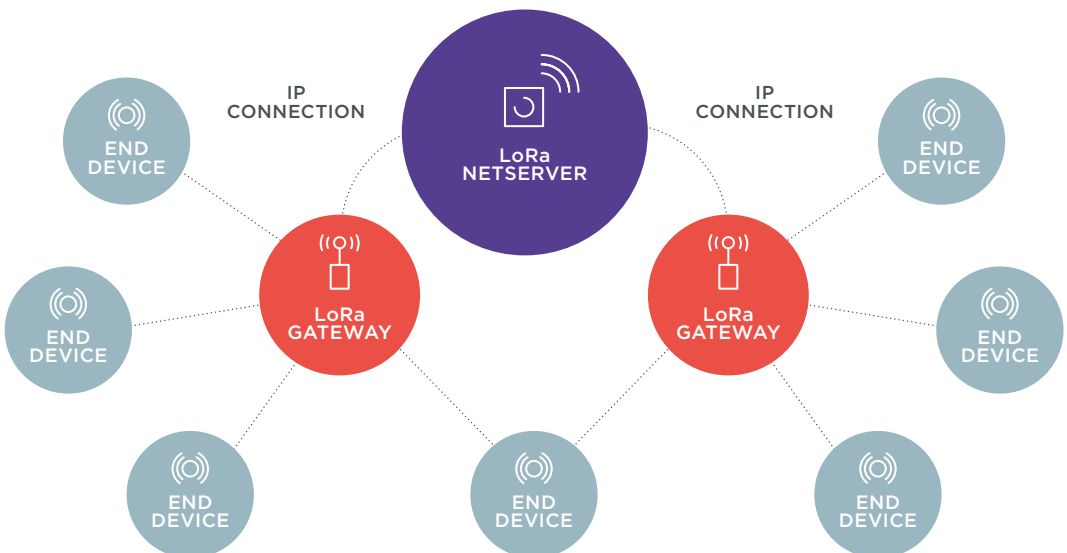 IP
CONNECTION
IP
CONNECTION
LoRa
NETSERVER
END
DEVICE
END
DEVICE
LoRa
GATEWAY
LoRa
GATEWAY
END
DEVICE
END
DEVICE
END
DEVICE
END
DEVICE
END
DEVICE